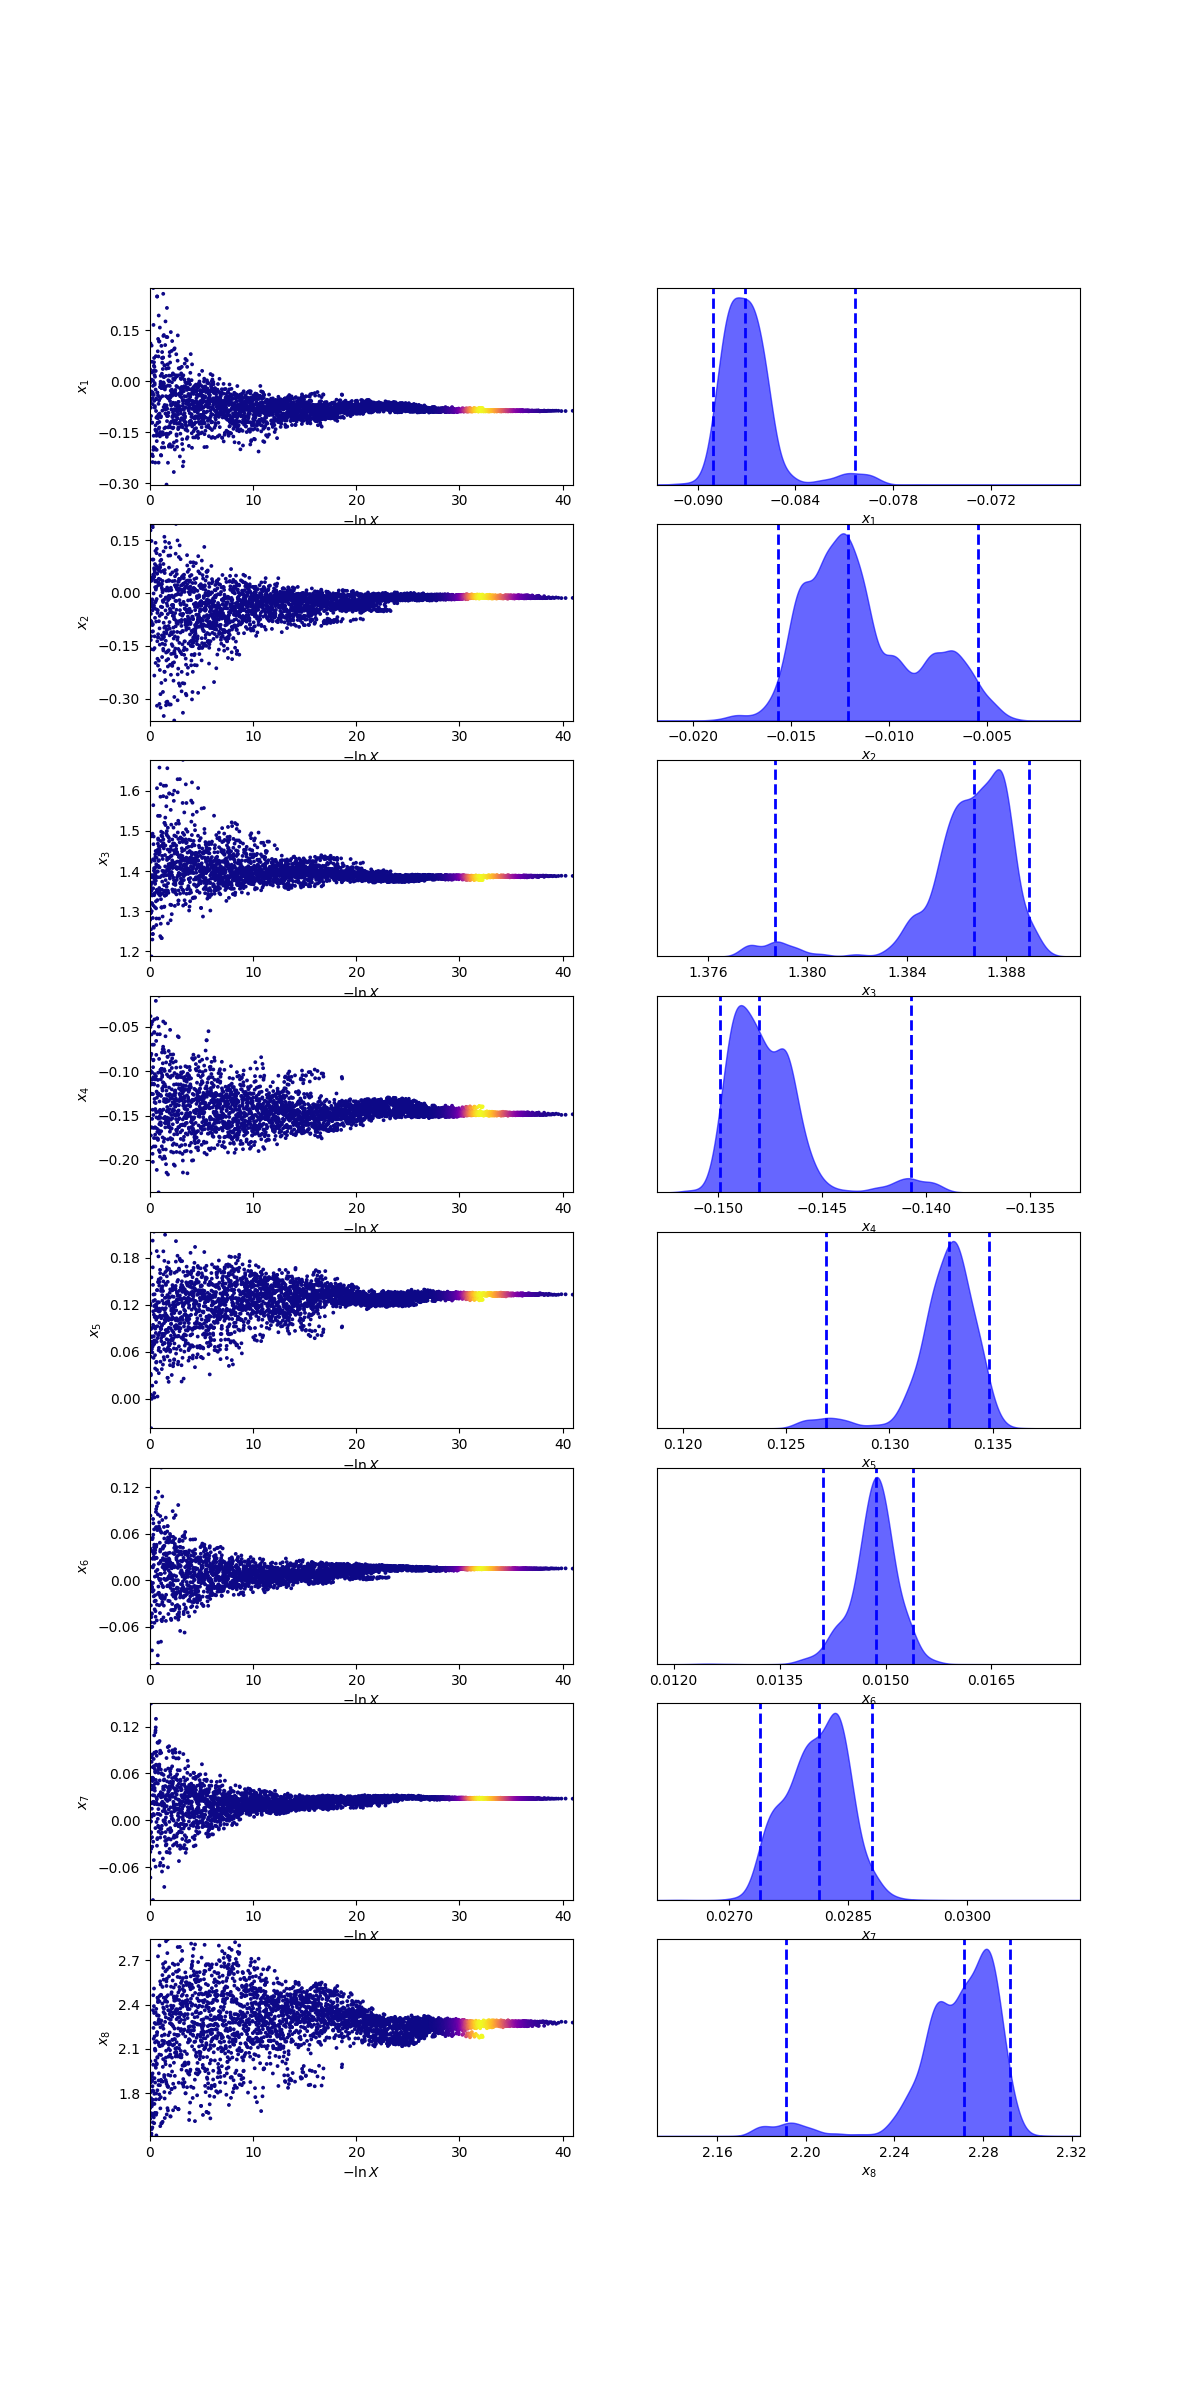 0.15
0.00
−0.15
−0.30
x₁
0 10 20 30 40
−ln X
−0.090 −0.084 −0.078 −0.072
x₁
0.15
0.00
−0.15
−0.30
x₂
0 10 20 30 40
−ln X
−0.020 −0.015 −0.010 −0.005
x₂
1.6
1.5
1.4
1.3
1.2
x₃
0 10 20 30 40
−ln X
1.376 1.380 1.384 1.388
x₃
−0.05
−0.10
−0.15
−0.20
x₄
0 10 20 30 40
−ln X
−0.150 −0.145 −0.140 −0.135
x₄
0.18
0.12
0.06
0.00
x₅
0 10 20 30 40
−ln X
0.120 0.125 0.130 0.135
x₅
0.12
0.06
0.00
−0.06
x₆
0 10 20 30 40
−ln X
0.0120 0.0135 0.0150 0.0165
x₆
0.12
0.06
0.00
−0.06
x₇
0 10 20 30 40
−ln X
0.0270 0.0285 0.0300
x₇
2.7
2.4
2.1
1.8
x₈
0 10 20 30 40
−ln X
2.16 2.20 2.24 2.28 2.32
x₈